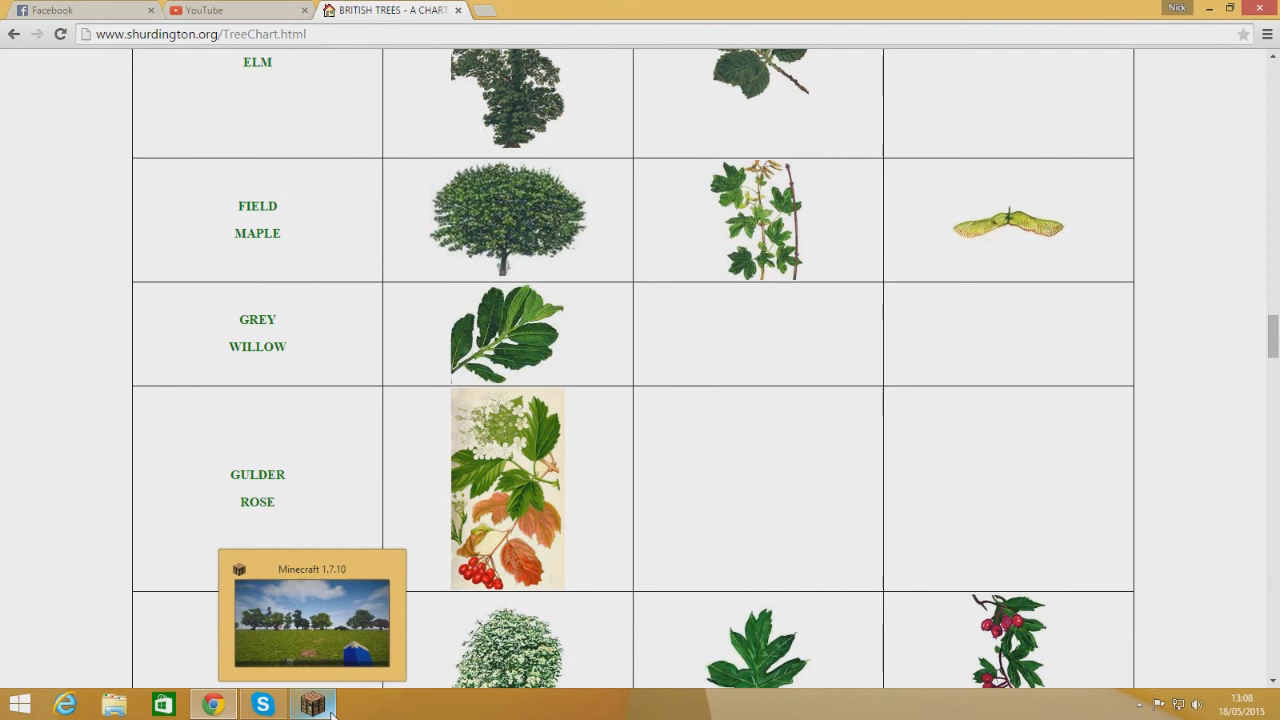 Facebook
YouTube
BRITISH TREES - A CHART
Nick
www.shurdington.org/TreeChart.html
ELM
FIELD
MAPLE
GREY
WILLOW
GULDER
ROSE
Minecraft 1.7.10
13:08
18/05/2015